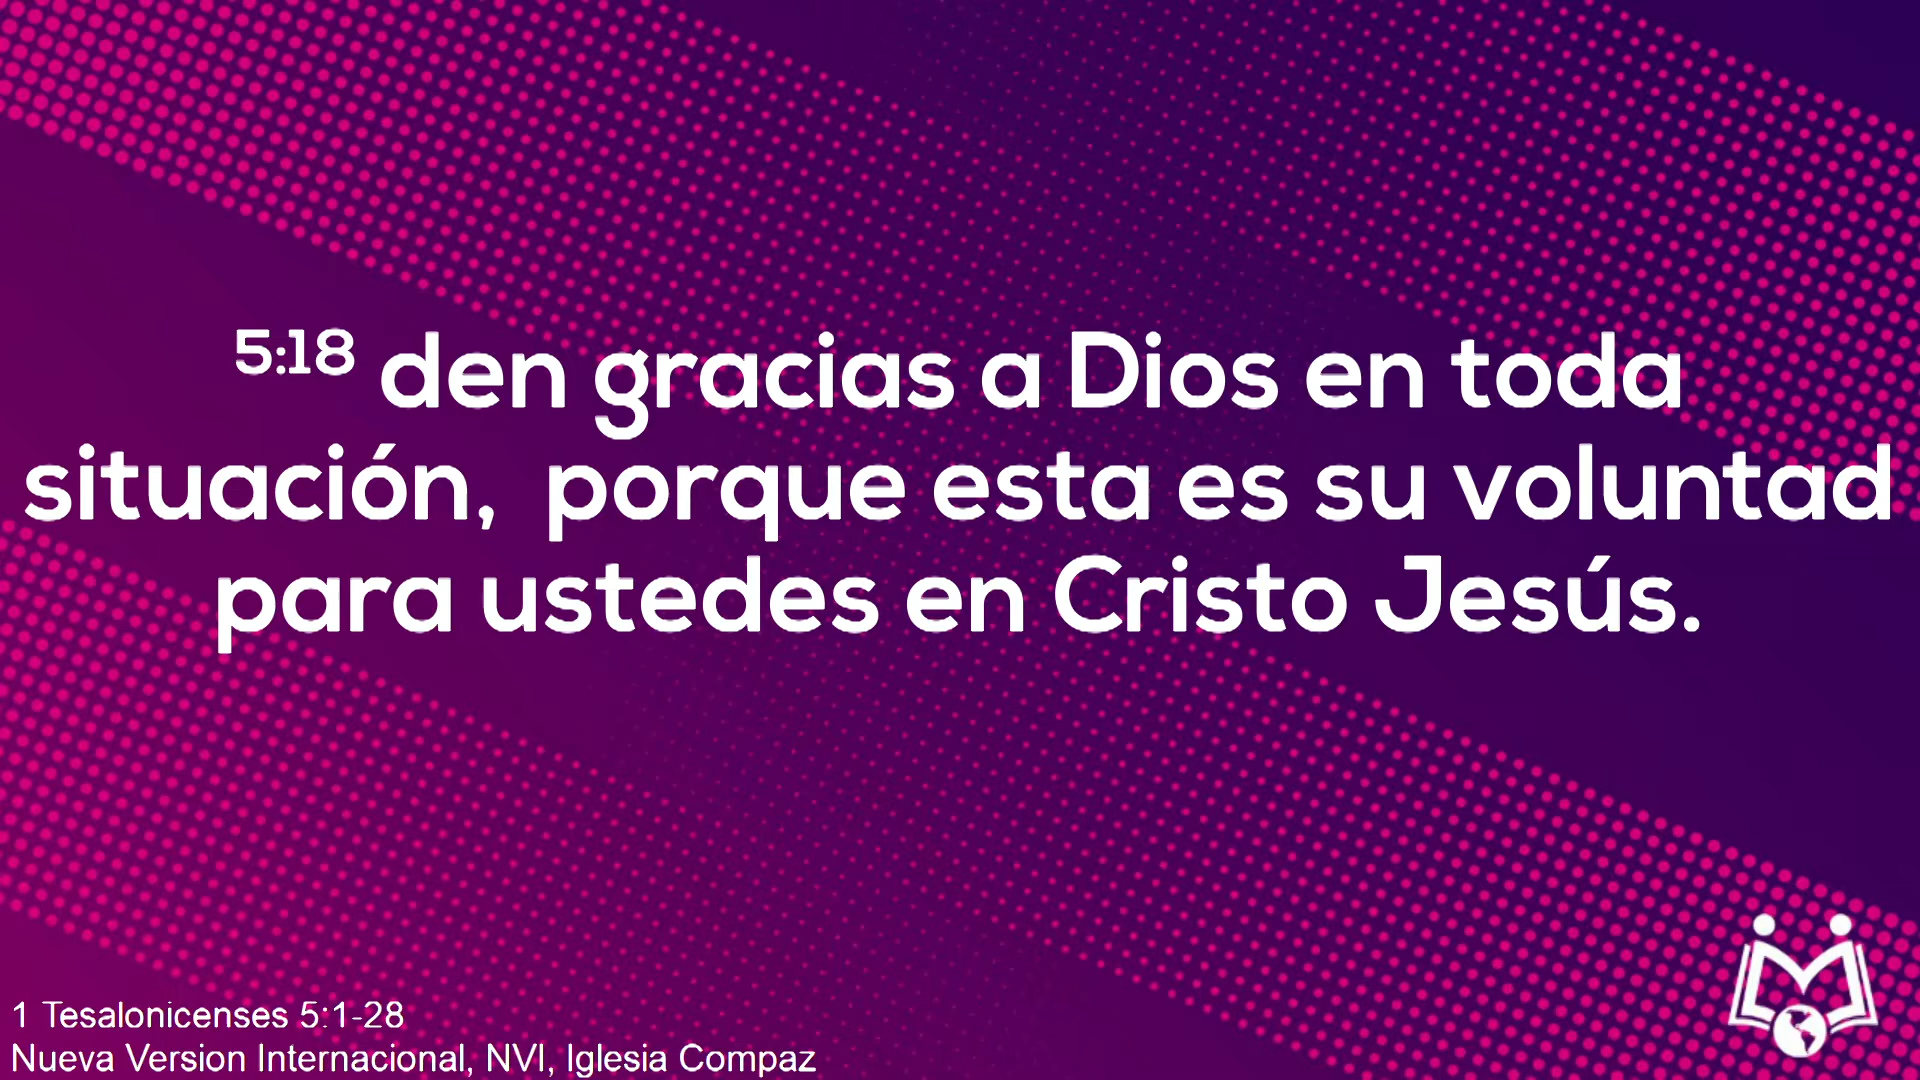 5:18 den gracias a Dios en toda
situación,  porque esta es su voluntad
para ustedes en Cristo Jesús.
1 Tesalonicenses 5:1-28
Nueva Version Internacional, NVI, Iglesia Compaz